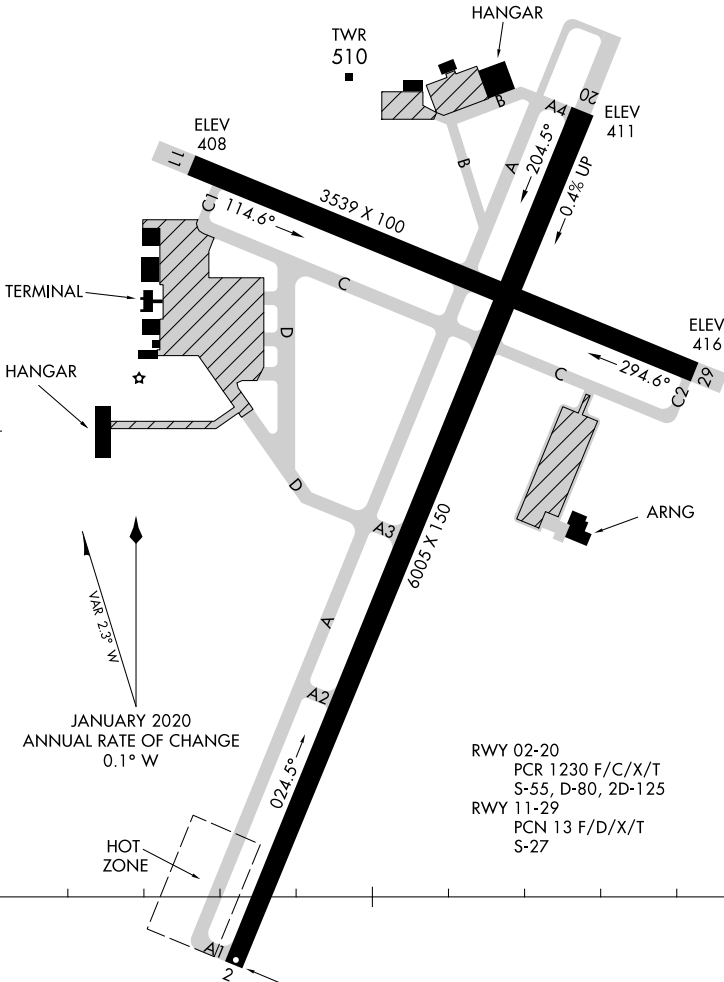 HANGAR
TWR
510
20
A4
ELEV
411
B
A
204.5°
0.4% UP
ELEV
408
11
B
C1
114.6°
3539 X 100
C
TERMINAL
D
ELEV
416
HANGAR
C
294.6°
29
C2
D
A3
ARNG
6005 X 150
VAR 2.3° W
A
A2
JANUARY 2020
ANNUAL RATE OF CHANGE
0.1° W
024.5°
RWY 02-20
PCR 1230 F/C/X/T
S-55, D-80, 2D-125
RWY 11-29
PCN 13 F/D/X/T
S-27
HOT
ZONE
A1
2